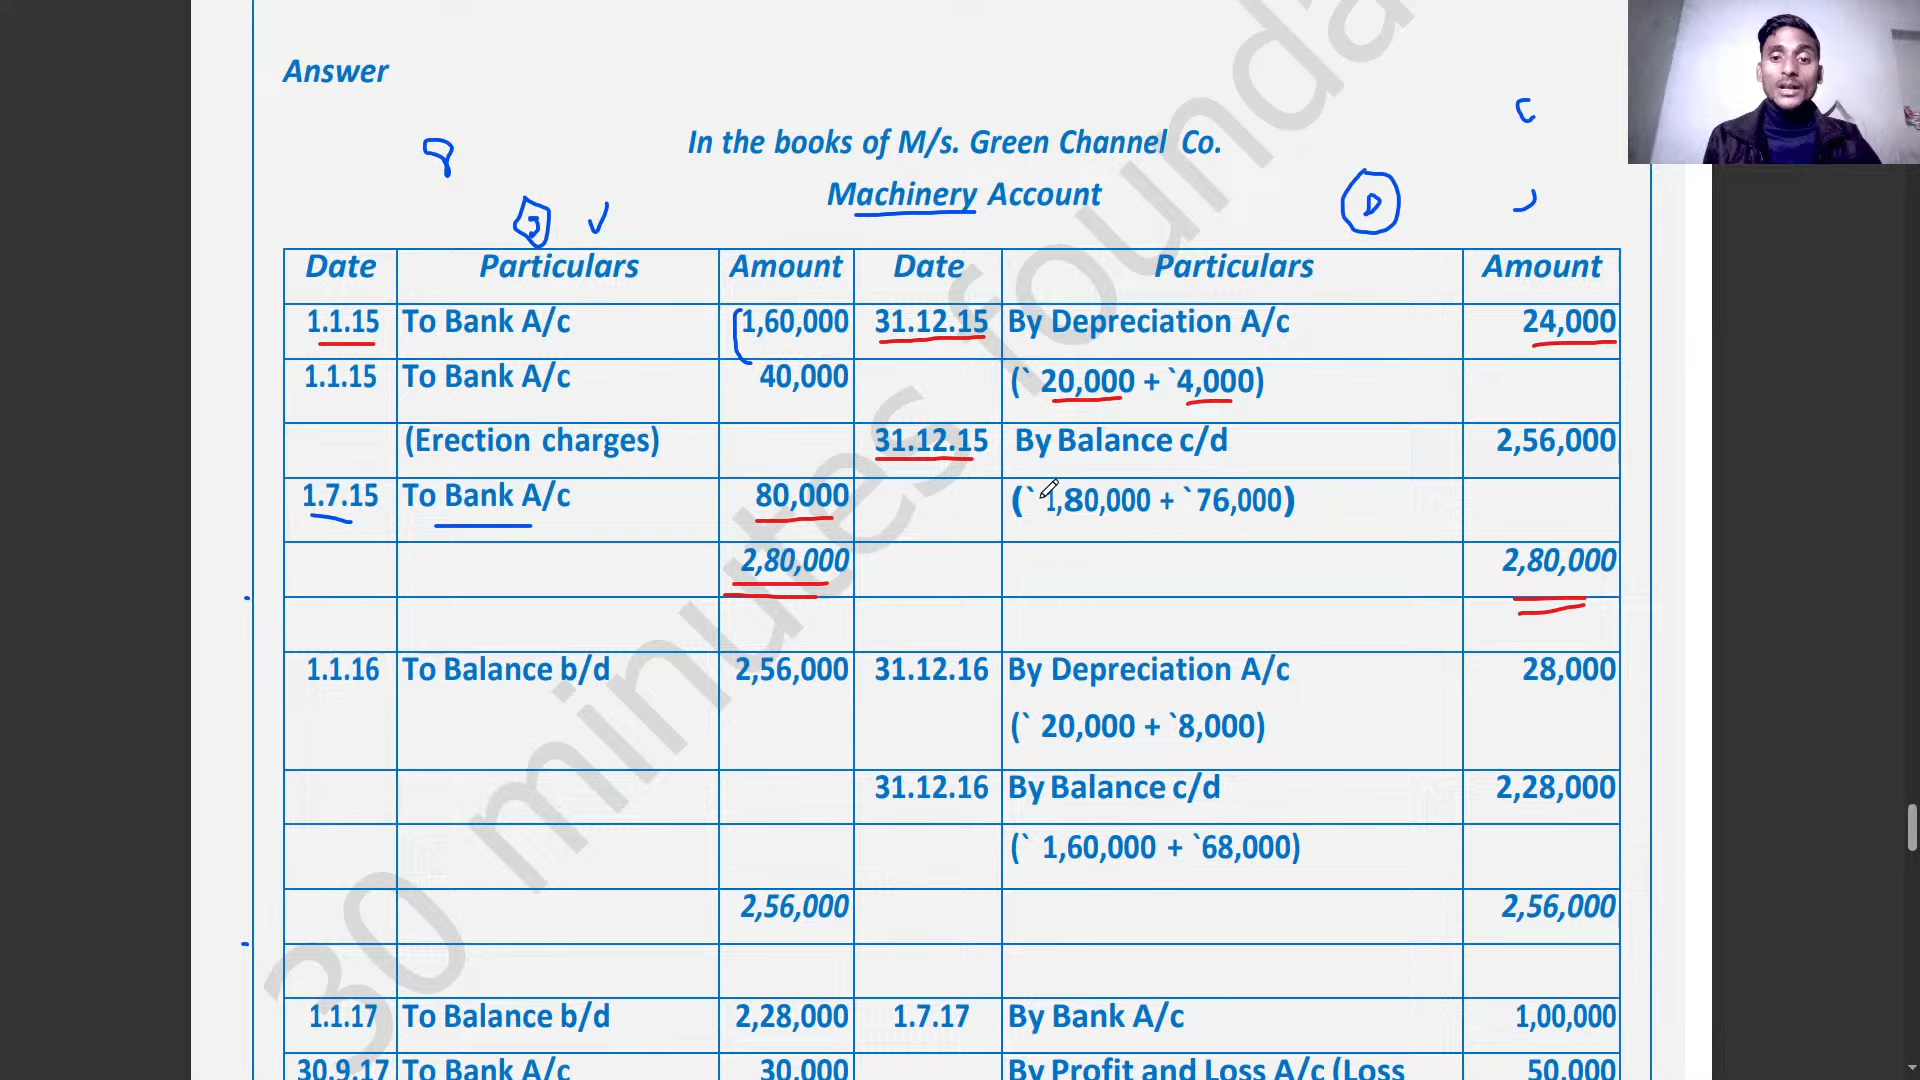 Answer
In the books of M/s. Green Channel Co.
Machinery Account
Date Particulars Amount Date Particulars Amount
1.1.15 To Bank A/c 1,60,000 31.12.15 By Depreciation A/c 24,000
1.1.15 To Bank A/c 40,000 (` 20,000 + `4,000)
(Erection charges) 31.12.15 By Balance c/d 2,56,000
1.7.15 To Bank A/c 80,000 (` 1,80,000 + ` 76,000)
2,80,000 2,80,000
1.1.16 To Balance b/d 2,56,000 31.12.16 By Depreciation A/c 28,000
(` 20,000 + `8,000)
31.12.16 By Balance c/d 2,28,000
(` 1,60,000 + `68,000)
2,56,000 2,56,000
1.1.17 To Balance b/d 2,28,000 1.7.17 By Bank A/c 1,00,000
30.9.17 To Bank A/c 30,000 By Profit and Loss A/c (Loss 50,000
30 minutes founda